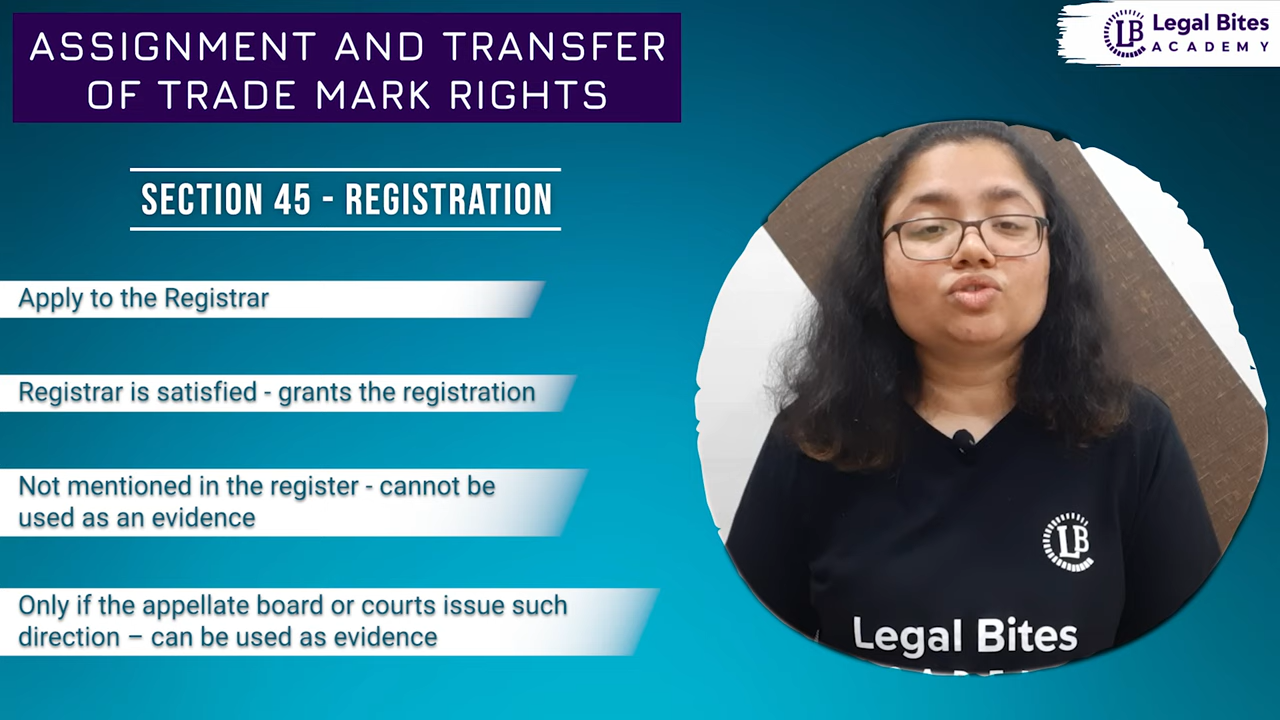 ASSIGNMENT AND TRANSFER
OF TRADE MARK RIGHTS
LB Legal Bites
ACADEMY
SECTION 45 - REGISTRATION
Apply to the Registrar
Registrar is satisfied - grants the registration
Not mentioned in the register - cannot be
used as an evidence
Only if the appellate board or courts issue such
direction – can be used as evidence
LB
Legal Bites